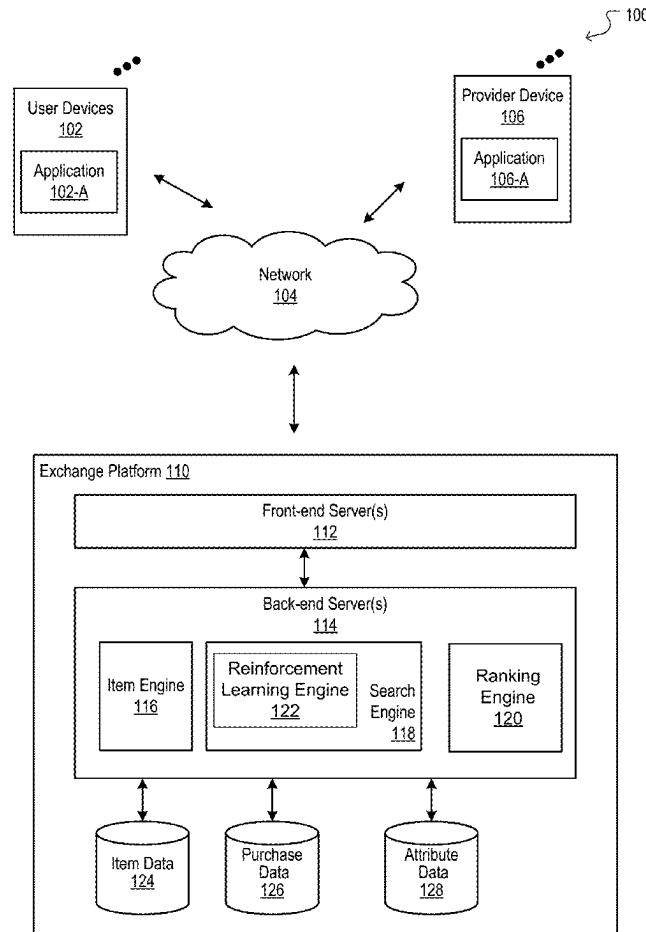 100
User Devices
102
Application
102-A
Provider Device
106
Application
106-A
Network
104
Exchange Platform 110
Front-end Server(s)
112
Back-end Server(s)
114
Item Engine
116
Reinforcement
Learning Engine
122
Search
Engine
118
Ranking
Engine
120
Item Data
124
Purchase
Data
126
Attribute
Data
128